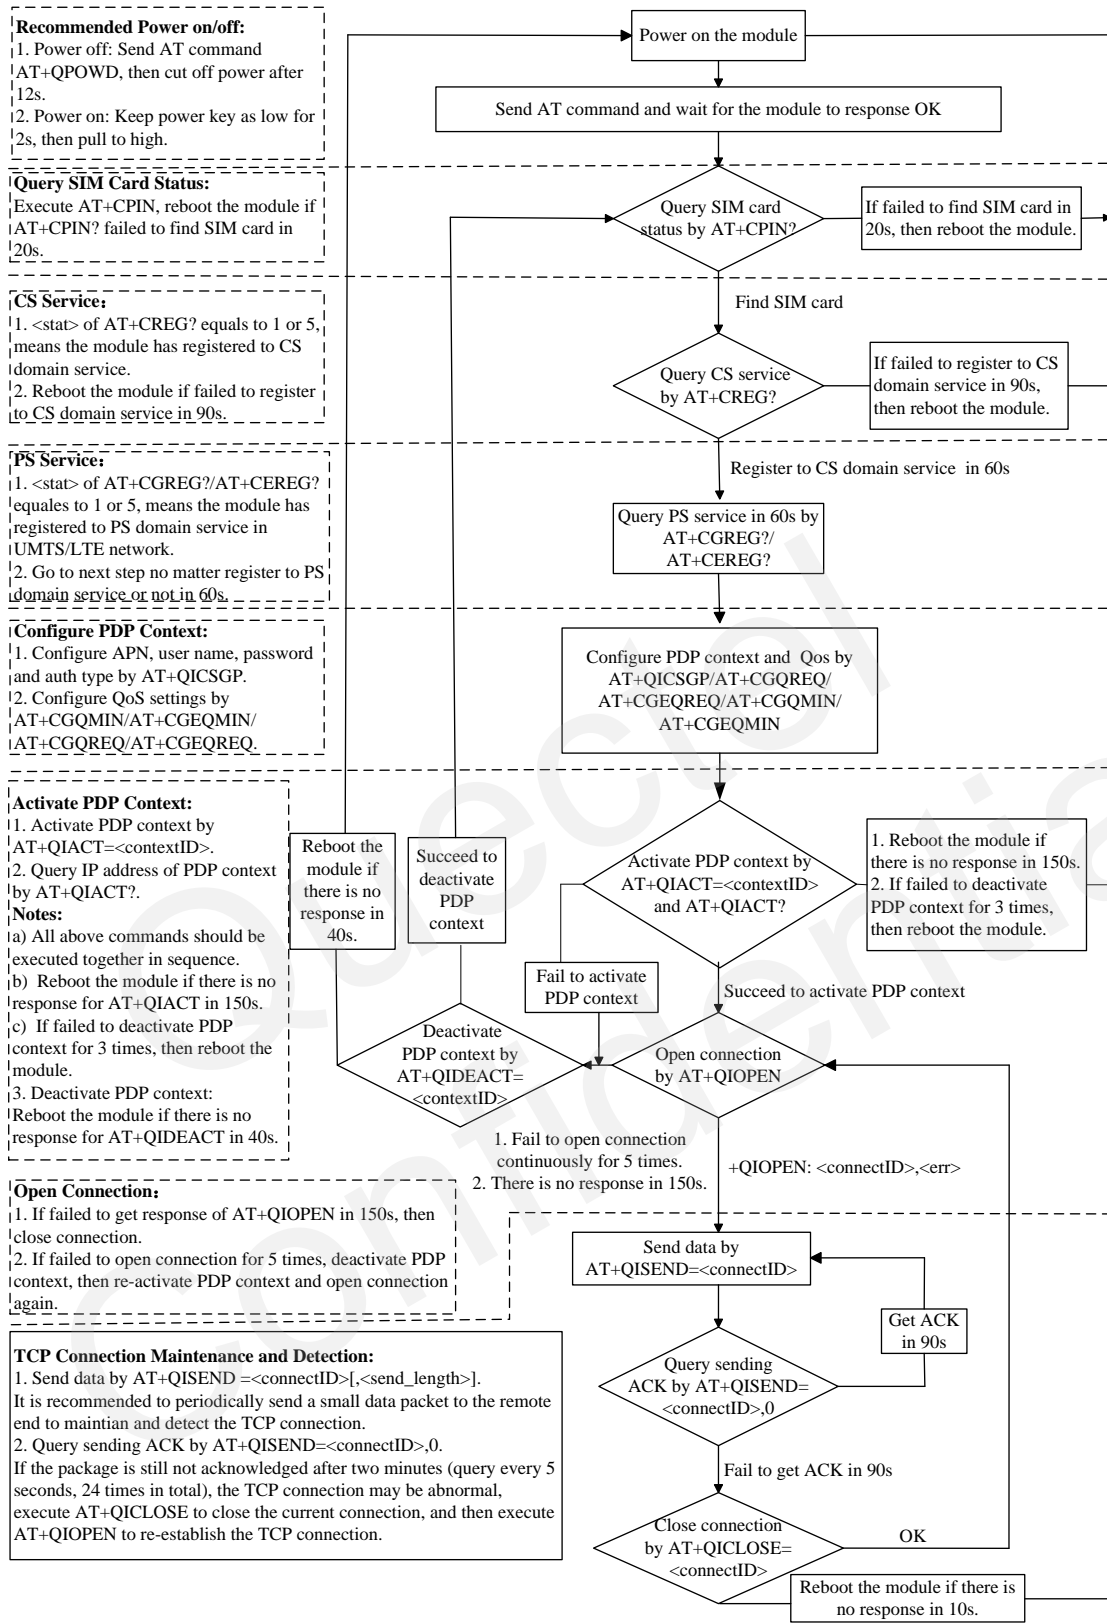 Recommended Power on/off:
1. Power off: Send AT command
AT+QPOWD, then cut off power after
12s.
2. Power on: Keep power key as low for
2s, then pull to high.
Power on the module
Send AT command and wait for the module to response OK
Query SIM Card Status:
Execute AT+CPIN, reboot the module if
AT+CPIN? failed to find SIM card in
20s.
Query SIM card
status by AT+CPIN?
If failed to find SIM card in
20s, then reboot the module.
Find SIM card
CS Service：
1. <stat> of AT+CREG? equals to 1 or 5,
means the module has registered to CS
domain service.
2. Reboot the module if failed to register
to CS domain service in 90s.
Query CS service
by AT+CREG?
If failed to register to CS
domain service in 90s,
then reboot the module.
Register to CS domain service  in 60s
PS Service：
1. <stat> of AT+CGREG?/AT+CEREG?
equales to 1 or 5, means the module has
registered to PS domain service in
UMTS/LTE network.
2. Go to next step no matter register to PS
domain service or not in 60s.
Query PS service in 60s by
AT+CGREG?/
AT+CEREG?
Configure PDP Context:
1. Configure APN, user name, password
and auth type by AT+QICSGP.
2. Configure QoS settings by
AT+CGQMIN/AT+CGEQMIN/
AT+CGQREQ/AT+CGEQREQ.
Configure PDP context and  Qos by
AT+QICSGP/AT+CGQREQ/
AT+CGEQREQ/AT+CGQMIN/
AT+CGEQMIN
Activate PDP Context:
1. Activate PDP context by
AT+QIACT=<contextID>.
2. Query IP address of PDP context
by AT+QIACT?.
Notes:
a) All above commands should be
executed together in sequence.
b)  Reboot the module if there is no
response for AT+QIACT in 150s.
c)  If failed to deactivate PDP
context for 3 times, then reboot the
module.
3. Deactivate PDP context:
Reboot the module if there is no
response for AT+QIDEACT in 40s.
Reboot the
module if
there is no
response in
40s.
Succeed to
deactivate
PDP
context
Activate PDP context by
AT+QIACT=<contextID>
and AT+QIACT?
1. Reboot the module if
there is no response in 150s.
2. If failed to deactivate
PDP context for 3 times,
then reboot the module.
Fail to activate
PDP context
Succeed to activate PDP context
Deactivate
PDP context by
AT+QIDEACT=
<contextID>
Open connection
by AT+QIOPEN
1. Fail to open connection
continuously for 5 times.
2. There is no response in 150s.
+QIOPEN: <connectID>,<err>
Open Connection：
1. If failed to get response of AT+QIOPEN in 150s, then
close connection.
2. If failed to open connection for 5 times, deactivate PDP
context, then re-activate PDP context and open connection
again.
Send data by
AT+QISEND=<connectID>
Get ACK
in 90s
TCP Connection Maintenance and Detection:
1. Send data by AT+QISEND =<connectID>[,<send_length>].
It is recommended to periodically send a small data packet to the remote
end to maintian and detect the TCP connection.
2. Query sending ACK by AT+QISEND=<connectID>,0.
If the package is still not acknowledged after two minutes (query every 5
seconds, 24 times in total), the TCP connection may be abnormal,
execute AT+QICLOSE to close the current connection, and then execute
AT+QIOPEN to re-establish the TCP connection.
Query sending
ACK by AT+QISEND=
<connectID>,0
Fail to get ACK in 90s
Close connection
by AT+QICLOSE=
<connectID>
OK
Reboot the module if there is
no response in 10s.
Quectel
Confidential